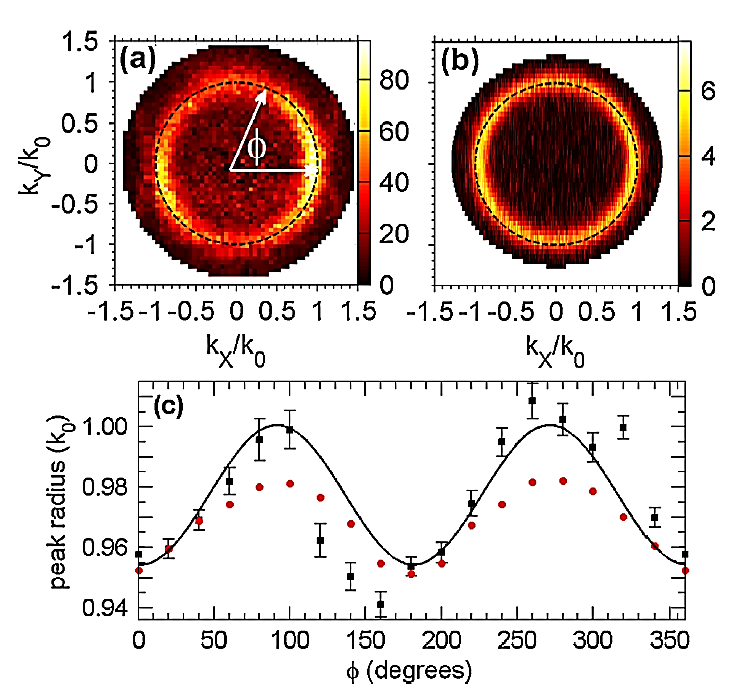 (a)
1.5
1
0.5
0
-0.5
-1
-1.5
k_Y/k_0
ϕ
-1.5 -1 -0.5 0 0.5 1 1.5
k_X/k_0
80
60
40
20
0
(b)
-1.5 -1 -0.5 0 0.5 1 1.5
k_X/k_0
6
4
2
0
(c)
peak radius (k_0)
1.00
0.98
0.96
0.94
0 50 100 150 200 250 300 350
ϕ (degrees)